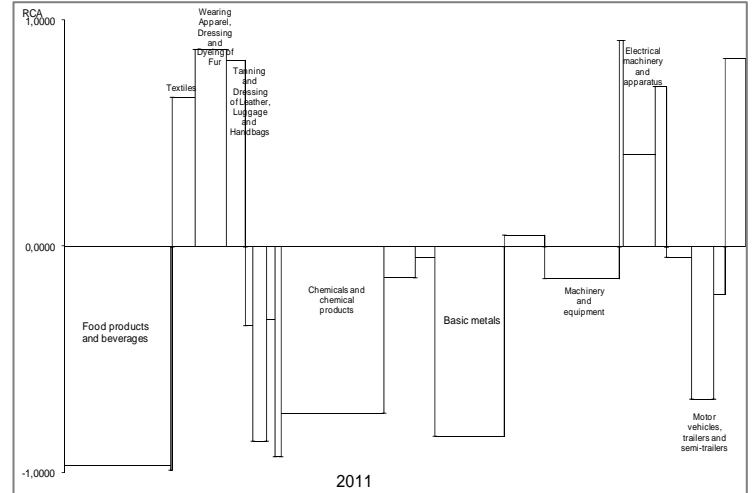 RCA
1,0000
Wearing
Apparel,
Dressing
and
Dyeing of
Fur
Textiles
Tanning
and
Dressing
of Leather,
Luggage
and
Handbags
Electrical
machinery
and
apparatus
0,0000
Chemicals and
chemical
products
Machinery
and
equipment
Food products
and beverages
Basic metals
Motor
vehicles,
trailers and
semi-trailers
-1,0000
2011